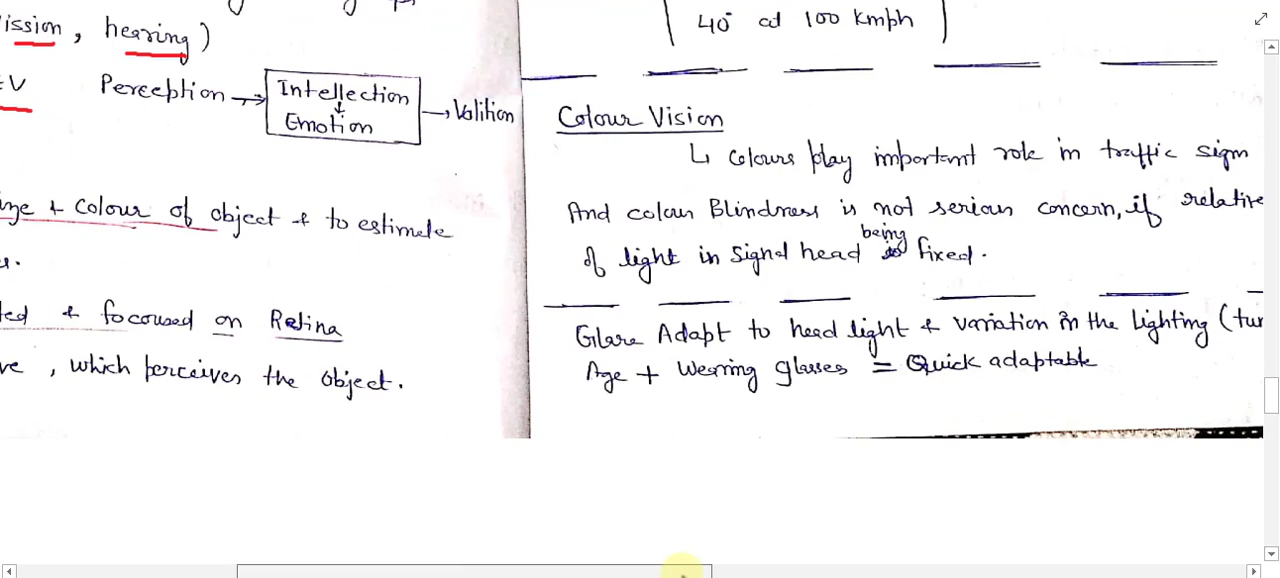 ission, hearing)
EV Perception → Intellection ↓ Emotion → Volition
ize + colour of object + to estimate
ted + focoused on Retina
ve, which perceives the object.
40° at 100 kmph
Colour Vision
↳ Colours play important role in traffic sign
And colour Blindness is not serious concern, if relative
of light in signal head being fixed.
Glare Adapt to head light + variation in the lighting (tur
Age + Wearing glasses = Quick adaptable